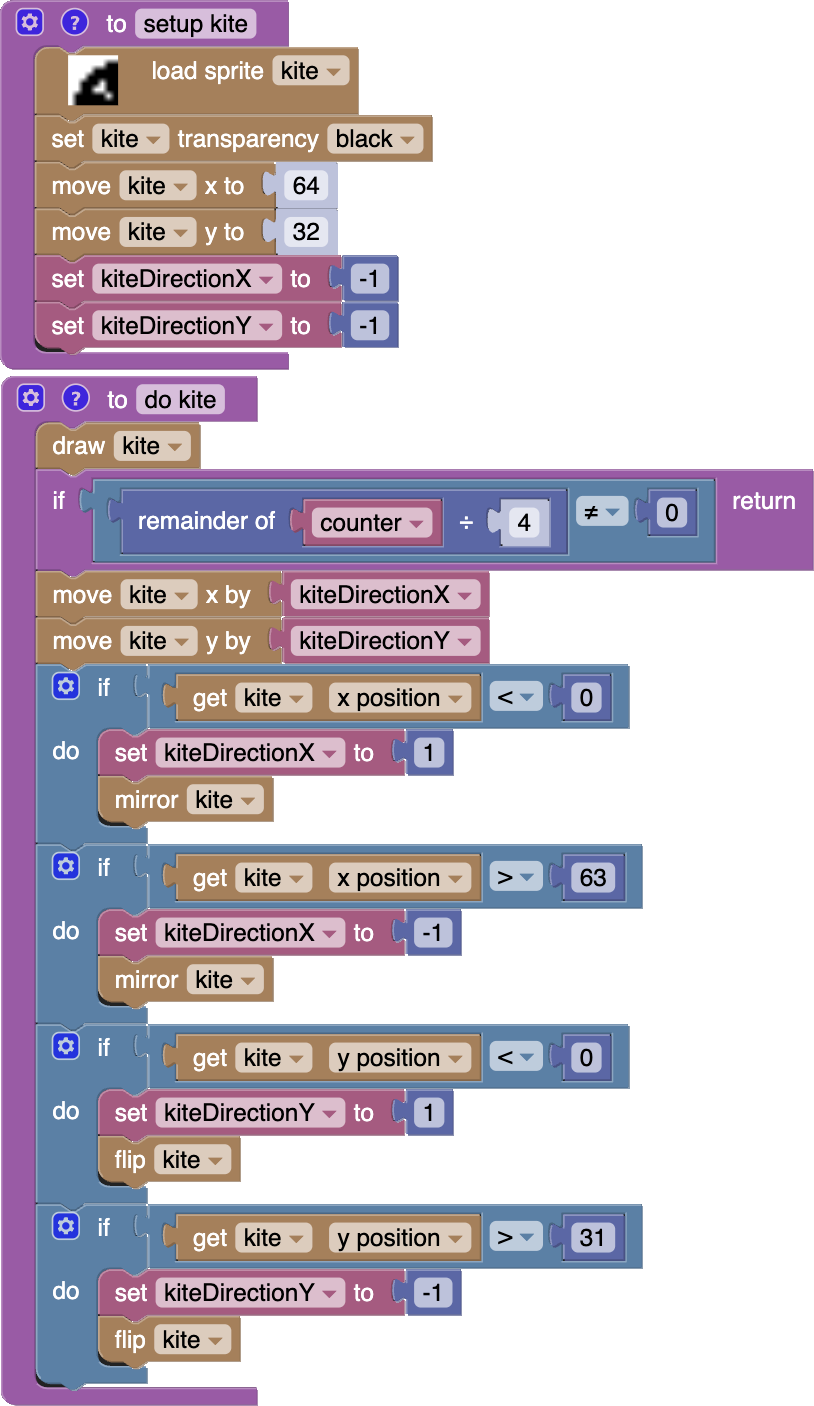 ? to setup kite
load sprite kite
set kite transparency black
move kite x to 64
move kite y to 32
set kiteDirectionX to -1
set kiteDirectionY to -1
? to do kite
draw kite
if remainder of counter ÷ 4 ≠ 0 return
move kite x by kiteDirectionX
move kite y by kiteDirectionY
if get kite x position < 0
do set kiteDirectionX to 1
mirror kite
if get kite x position > 63
do set kiteDirectionX to -1
mirror kite
if get kite y position < 0
do set kiteDirectionY to 1
flip kite
if get kite y position > 31
do set kiteDirectionY to -1
flip kite